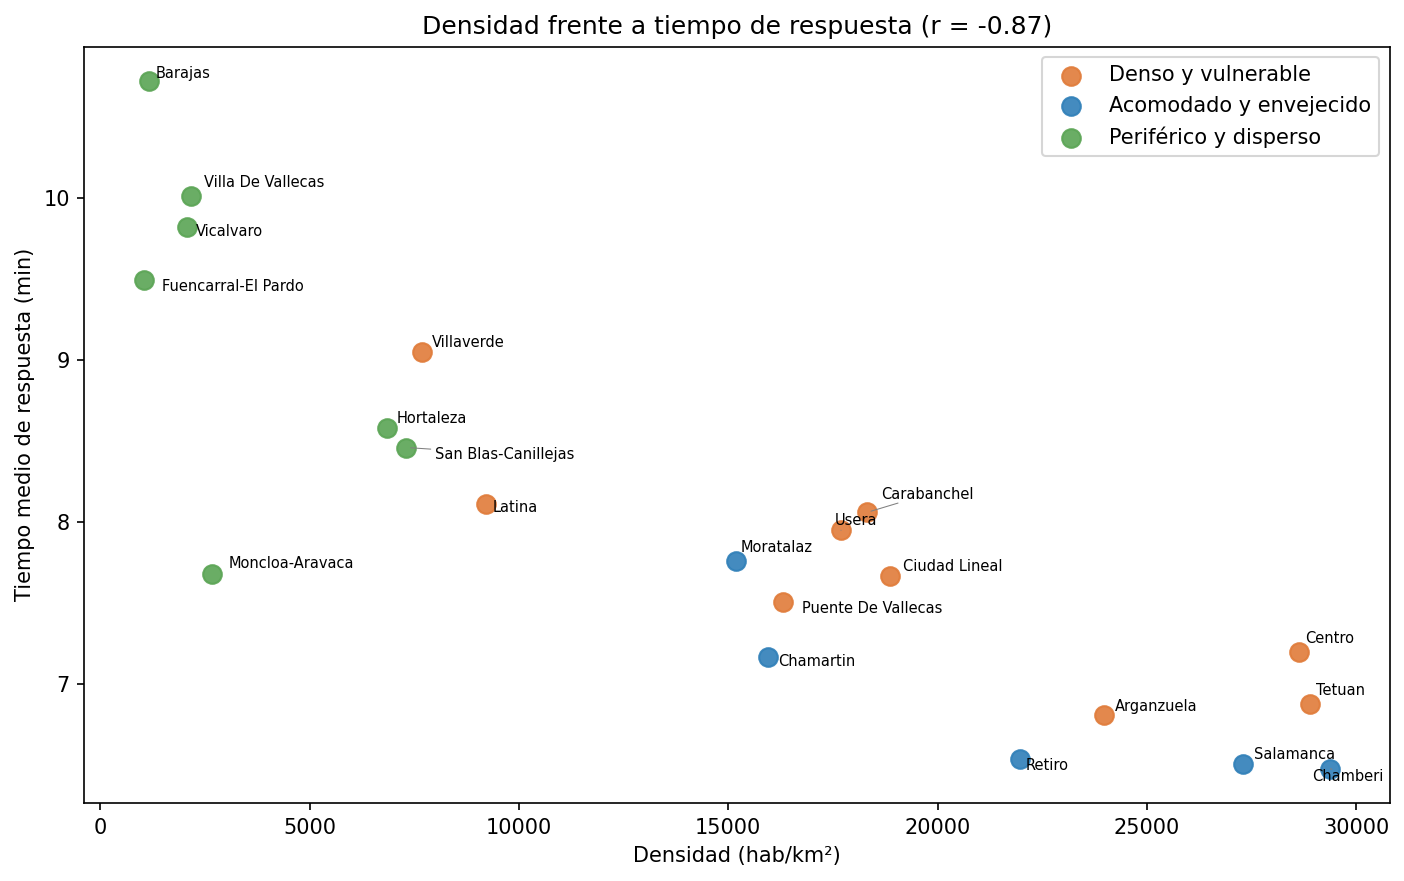 Densidad frente a tiempo de respuesta (r = -0.87)
Denso y vulnerable
Acomodado y envejecido
Periférico y disperso
Barajas
Villa De Vallecas
Vicalvaro
Fuencarral-El Pardo
Villaverde
Hortaleza
San Blas-Canillejas
Latina
Carabanchel
Usera
Moratalaz
Moncloa-Aravaca
Ciudad Lineal
Puente De Vallecas
Chamartin
Centro
Tetuan
Arganzuela
Salamanca
Retiro
Chamberi
10
9
8
7
Tiempo medio de respuesta (min)
0 5000 10000 15000 20000 25000 30000
Densidad (hab/km²)